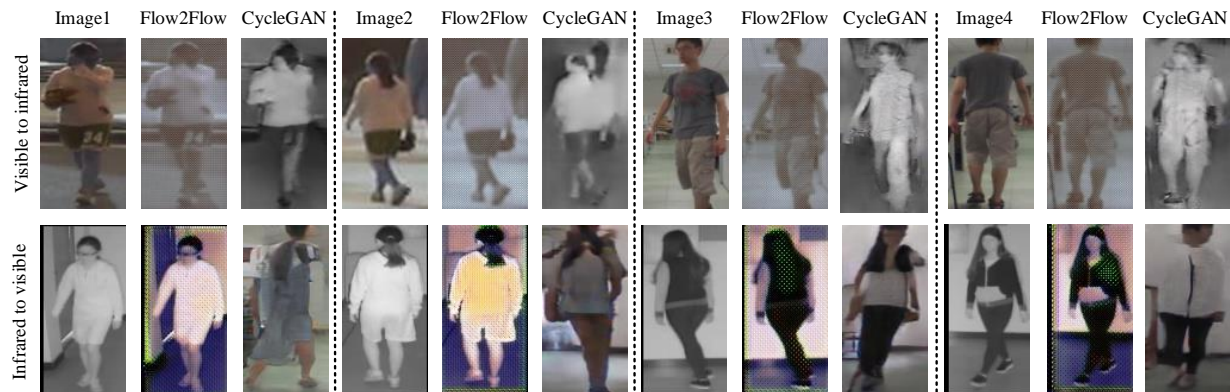 Image1 Flow2Flow CycleGAN Image2 Flow2Flow CycleGAN Image3 Flow2Flow CycleGAN Image4 Flow2Flow CycleGAN
Visible to infrared
Infrared to visible